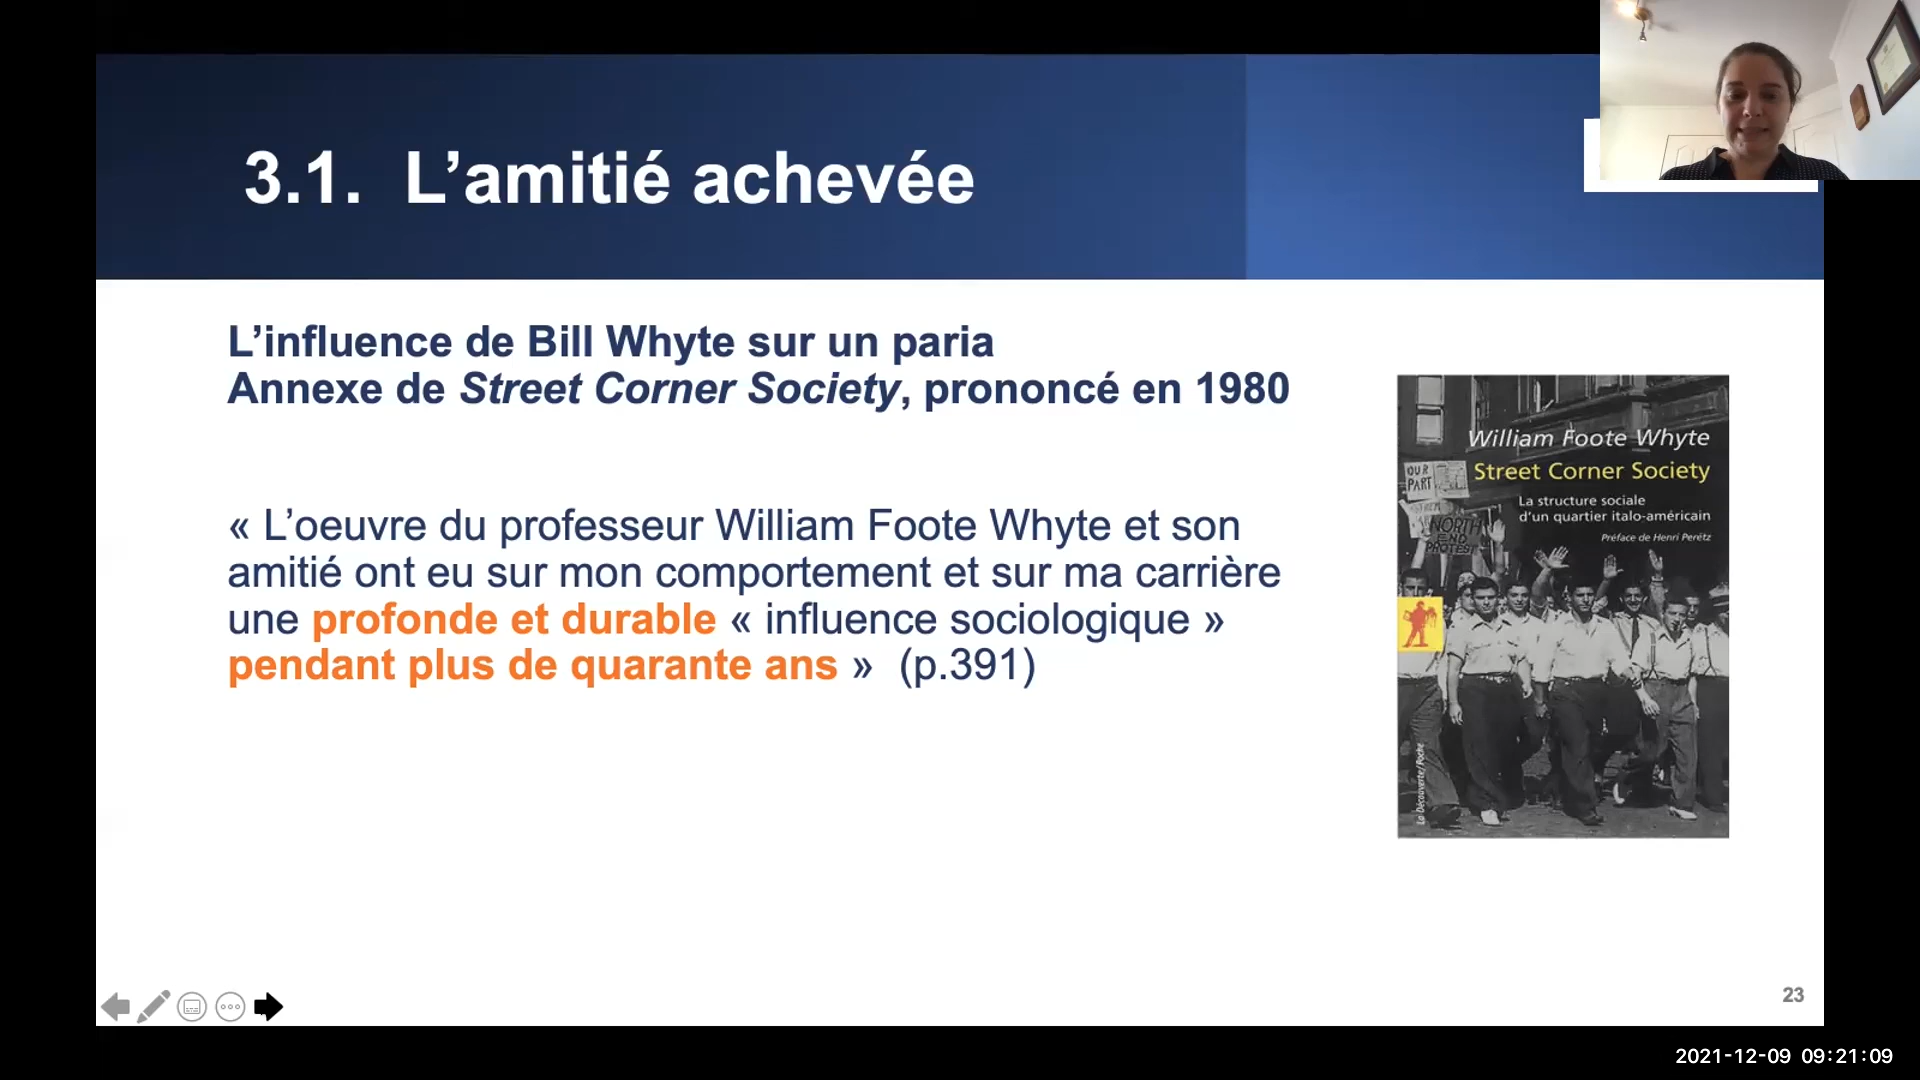 3.1. L’amitié achevée
L’influence de Bill Whyte sur un paria
Annexe de Street Corner Society, prononcé en 1980
« L’oeuvre du professeur William Foote Whyte et son
amitié ont eu sur mon comportement et sur ma carrière
une profonde et durable « influence sociologique »
pendant plus de quarante ans » (p.391)
William Foote Whyte
Street Corner Society
La structure sociale
d’un quartier italo-américain
Préface de Henri Peretz
OUR
PART
NORTH
END
PROTEST
La Découverte/Poche
23
2021-12-09 09:21:09